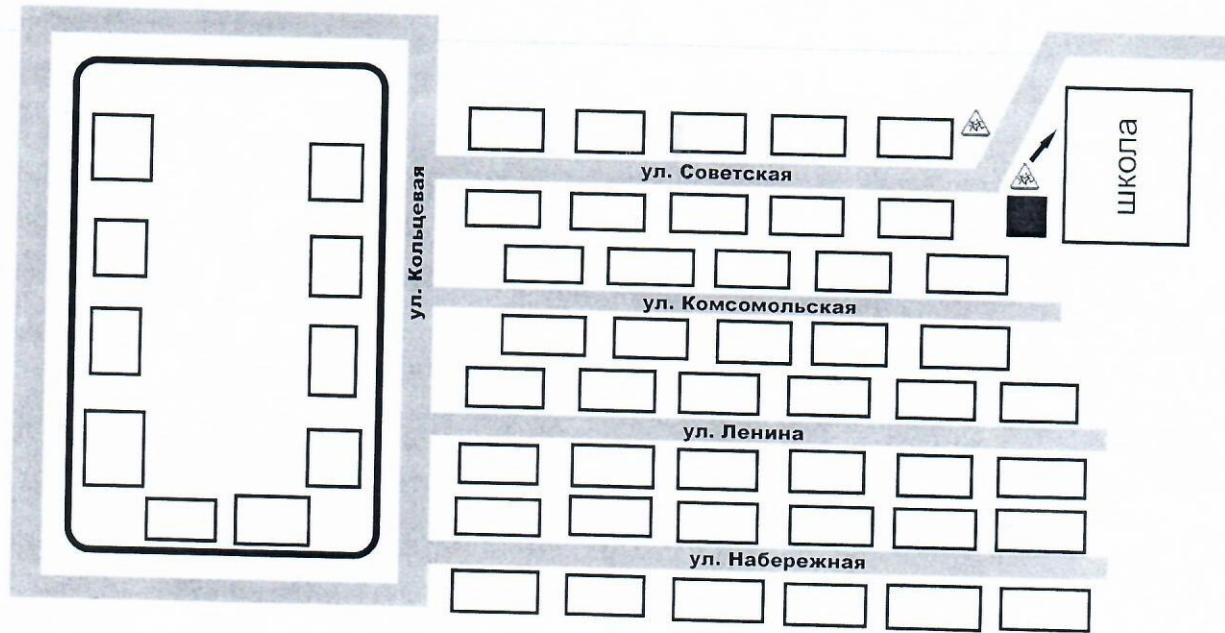 школа
ул. Советская
ул. Кольцевая
ул. Комсомольская
ул. Ленина
ул. Набережная